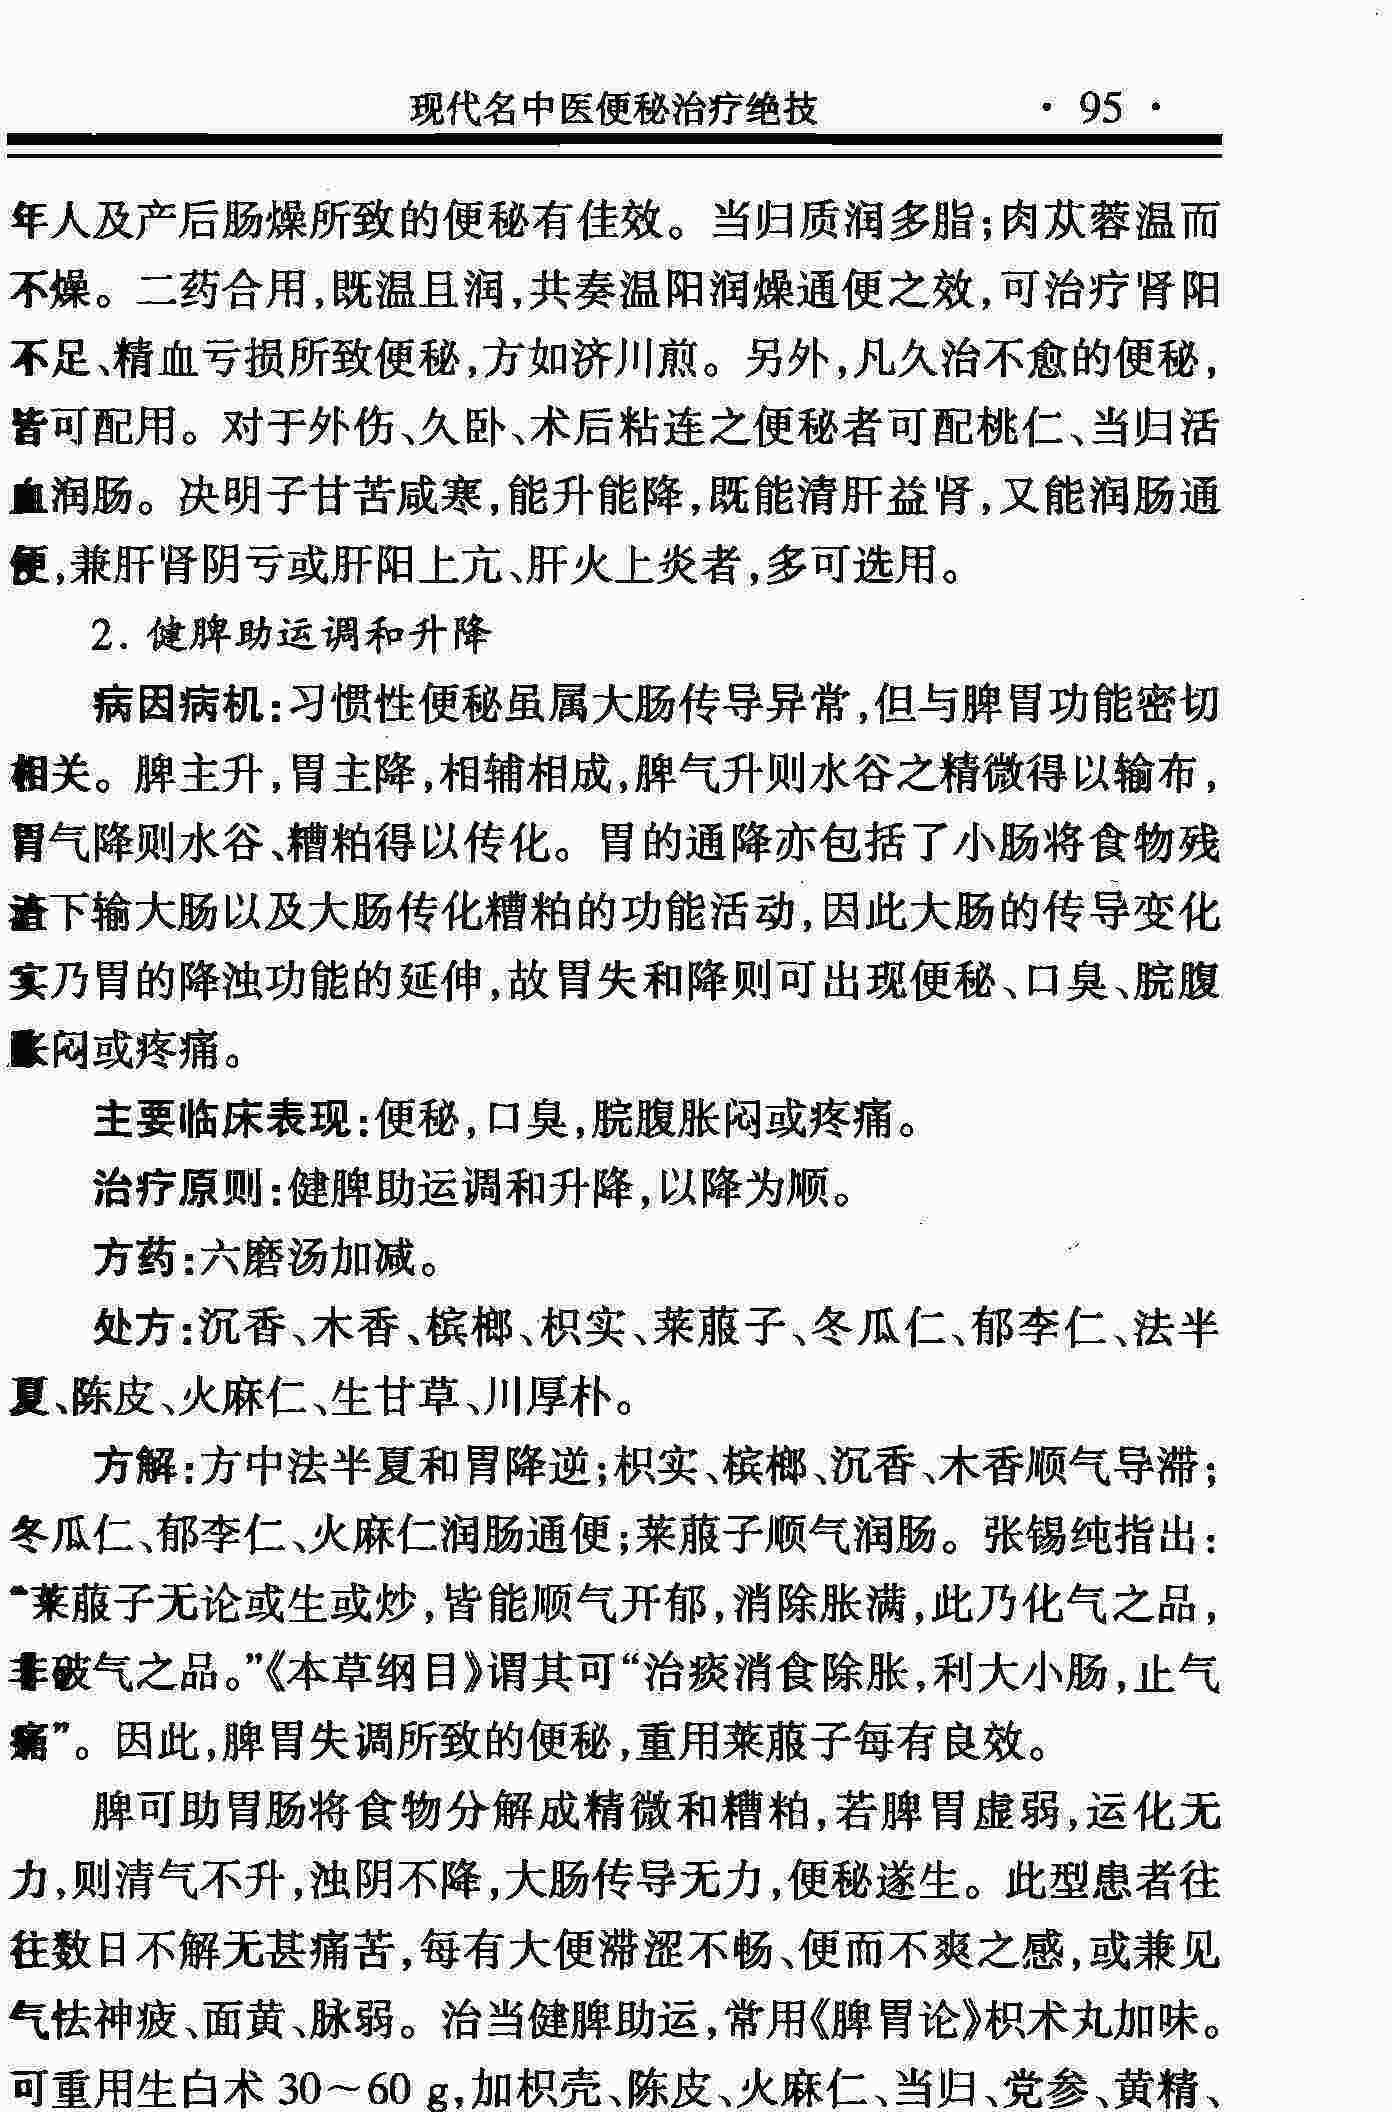 现代名中医便秘治疗绝技 · 95 ·
年人及产后肠燥所致的便秘有佳效。当归质润多脂;肉苁蓉温而
不燥。二药合用,既温且润,共奏温阳润燥通便之效,可治疗肾阳
不足、精血亏损所致便秘,方如济川煎。另外,凡久治不愈的便秘,
皆可配用。对于外伤、久卧、术后粘连之便秘者可配桃仁、当归活
血润肠。决明子甘苦咸寒,能升能降,既能清肝益肾,又能润肠通
便,兼肝肾阴亏或肝阳上亢、肝火上炎者,多可选用。
2. 健脾助运调和升降
病因病机:习惯性便秘虽属大肠传导异常,但与脾胃功能密切
相关。脾主升,胃主降,相辅相成,脾气升则水谷之精微得以输布,
胃气降则水谷、糟粕得以传化。胃的通降亦包括了小肠将食物残
渣下输大肠以及大肠传化糟粕的功能活动,因此大肠的传导变化
实乃胃的降浊功能的延伸,故胃失和降则可出现便秘、口臭、脘腹
胀闷或疼痛。
主要临床表现:便秘,口臭,脘腹胀闷或疼痛。
治疗原则:健脾助运调和升降,以降为顺。
方药:六磨汤加减。
处方:沉香、木香、槟榔、枳实、莱菔子、冬瓜仁、郁李仁、法半
夏、陈皮、火麻仁、生甘草、川厚朴。
方解:方中法半夏和胃降逆;枳实、槟榔、沉香、木香顺气导滞;
冬瓜仁、郁李仁、火麻仁润肠通便;莱菔子顺气润肠。张锡纯指出:
“莱菔子无论或生或炒,皆能顺气开郁,消除胀满,此乃化气之品,
非破气之品。”《本草纲目》谓其可“治痰消食除胀,利大小肠,止气
痛”。因此,脾胃失调所致的便秘,重用莱菔子每有良效。
脾可助胃肠将食物分解成精微和糟粕,若脾胃虚弱,运化无
力,则清气不升,浊阴不降,大肠传导无力,便秘遂生。此型患者往
往数日不解无甚痛苦,每有大便滞涩不畅、便而不爽之感,或兼见
气怯神疲、面黄、脉弱。治当健脾助运,常用《脾胃论》枳术丸加味。
可重用生白术 30～60 g,加枳壳、陈皮、火麻仁、当归、党参、黄精、